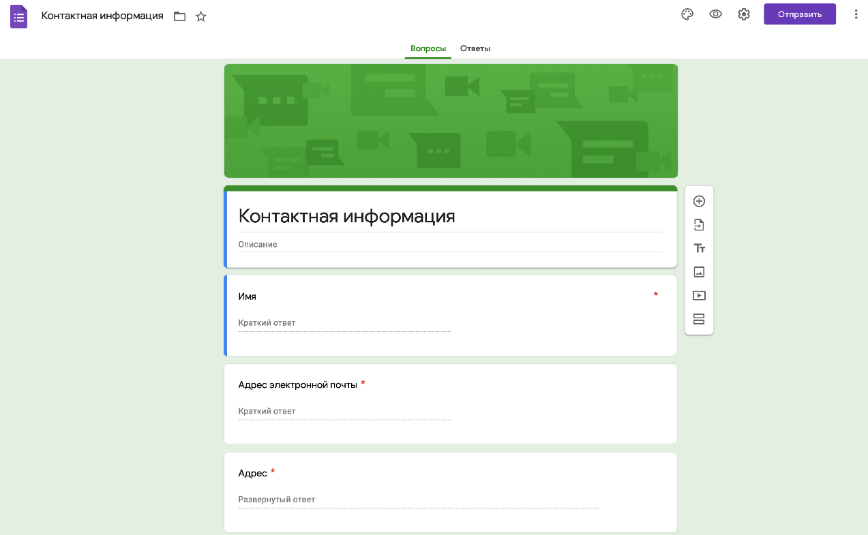 Контактная информация
Отправить
Вопросы Ответы
Контактная информация
Описание
Имя *
Краткий ответ
Адрес электронной почты *
Краткий ответ
Адрес *
Развернутый ответ